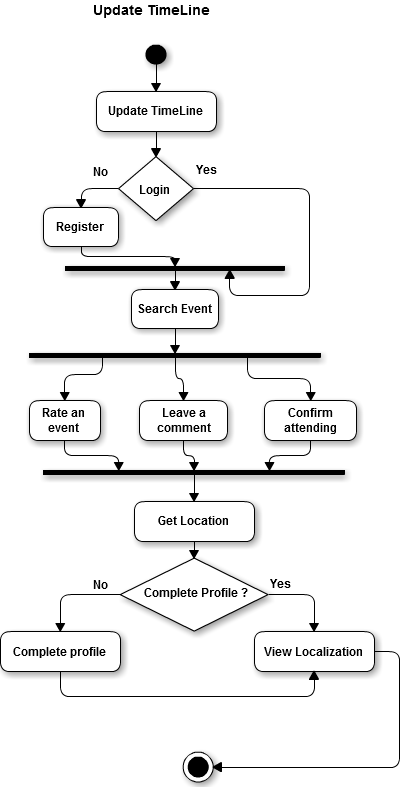 Update TimeLine
Update TimeLine
No
Yes
Login
Register
Search Event
Rate an
event
Leave a
comment
Confirm
attending
Get Location
No
Complete Profile ?
Yes
Complete profile
View Localization